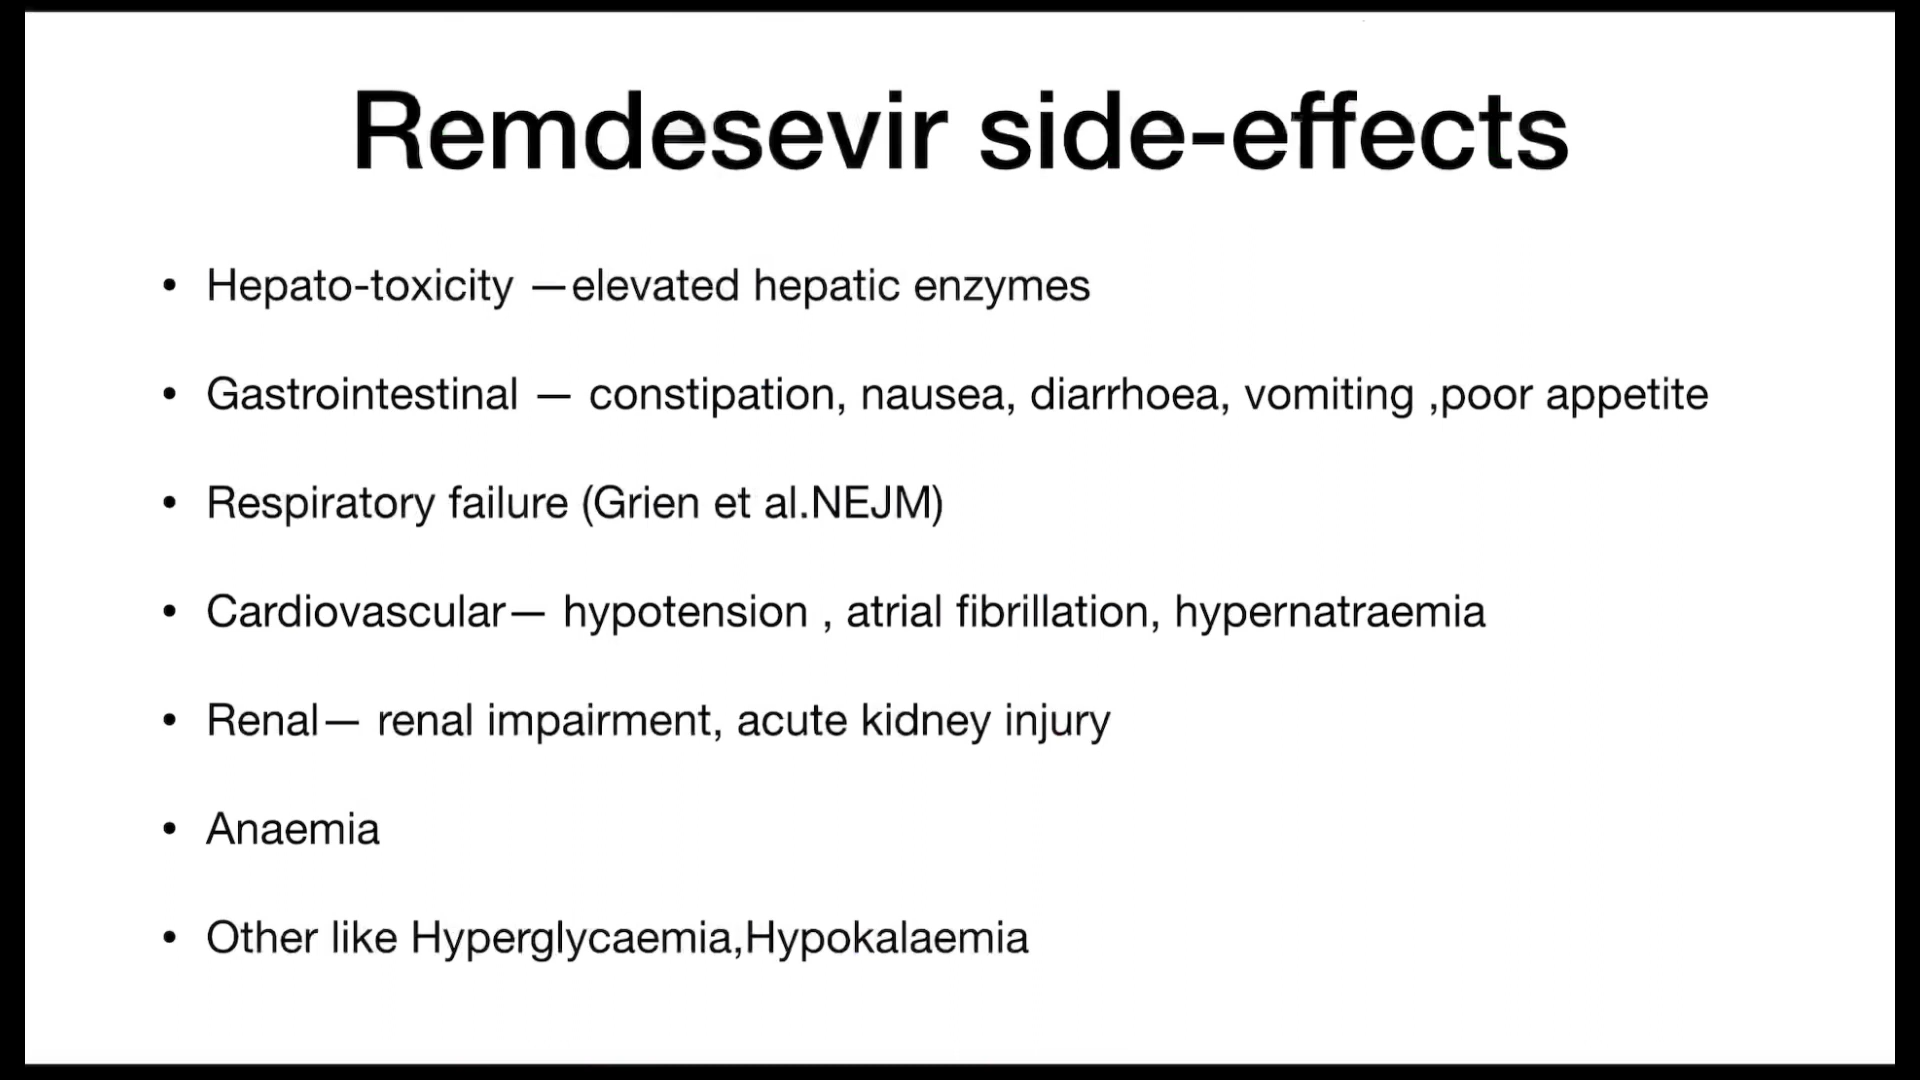 Remdesevir side-effects
• Hepato-toxicity —elevated hepatic enzymes
• Gastrointestinal — constipation, nausea, diarrhoea, vomiting ,poor appetite
• Respiratory failure (Grien et al.NEJM)
• Cardiovascular— hypotension , atrial fibrillation, hypernatraemia
• Renal— renal impairment, acute kidney injury
• Anaemia
• Other like Hyperglycaemia,Hypokalaemia